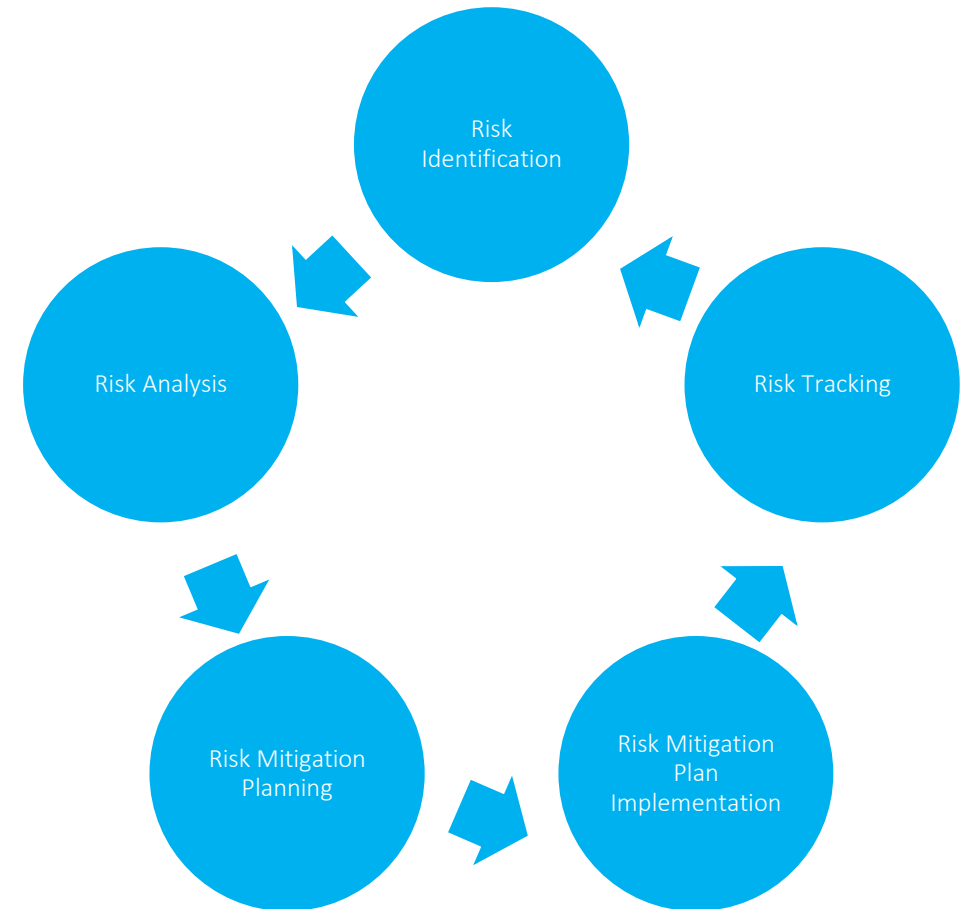 Risk
Identification
Risk Analysis
Risk Tracking
Risk Mitigation
Planning
Risk Mitigation
Plan
Implementation